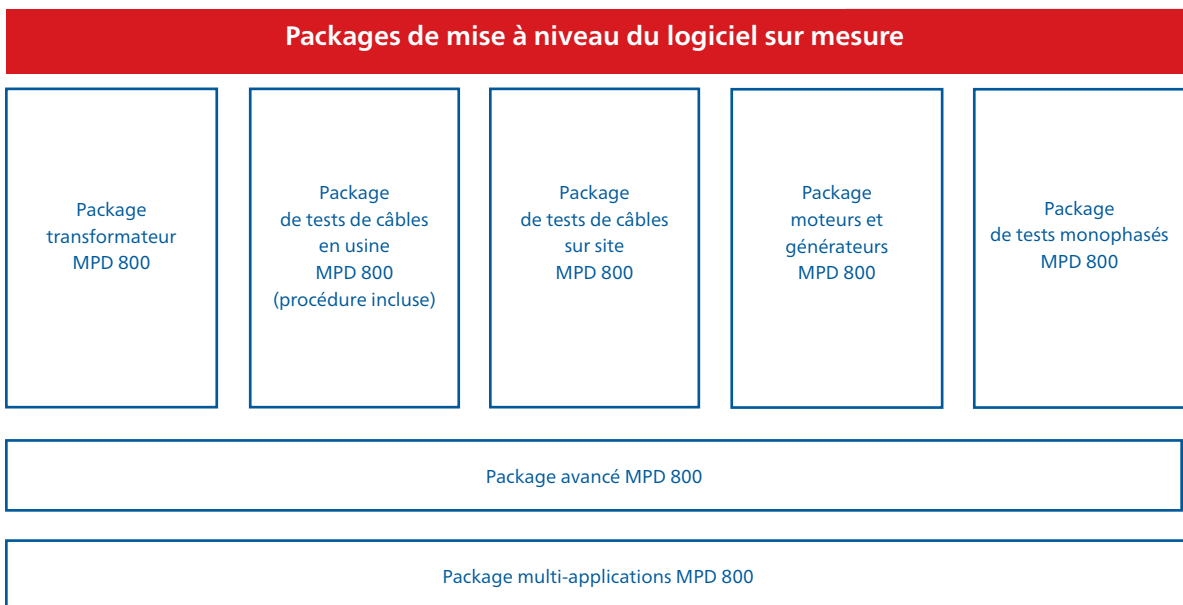 Packages de mise à niveau du logiciel sur mesure
Package
transformateur
MPD 800
Package
de tests de câbles
en usine
MPD 800
(procédure incluse)
Package
de tests de câbles
sur site
MPD 800
Package
moteurs et
générateurs
MPD 800
Package
de tests monophasés
MPD 800
Package avancé MPD 800
Package multi-applications MPD 800